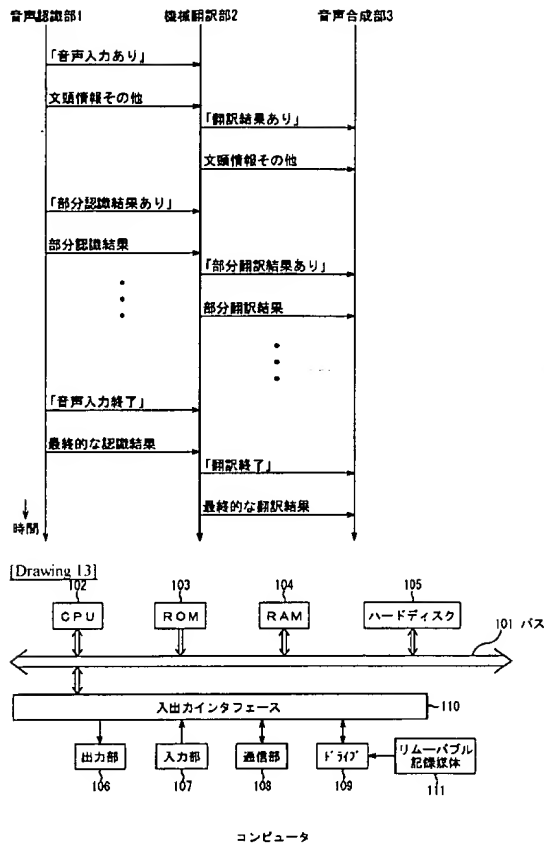 音声認識部1 機械翻訳部2 音声合成部3
「音声入力あり」
文頭情報その他
「翻訳結果あり」
文頭情報その他
「部分認識結果あり」
部分認識結果
「部分翻訳結果あり」
部分翻訳結果
「音声入力終了」
最終的な認識結果
「翻訳終了」
最終的な翻訳結果
時間
[Drawing 13]
102 103 104 105
CPU ROM RAM ハードディスク
101 バス
入出力インタフェース
110
出力部 入力部 通信部 ドライブ リムーバブル
記録媒体
106 107 108 109 111
コンピュータ